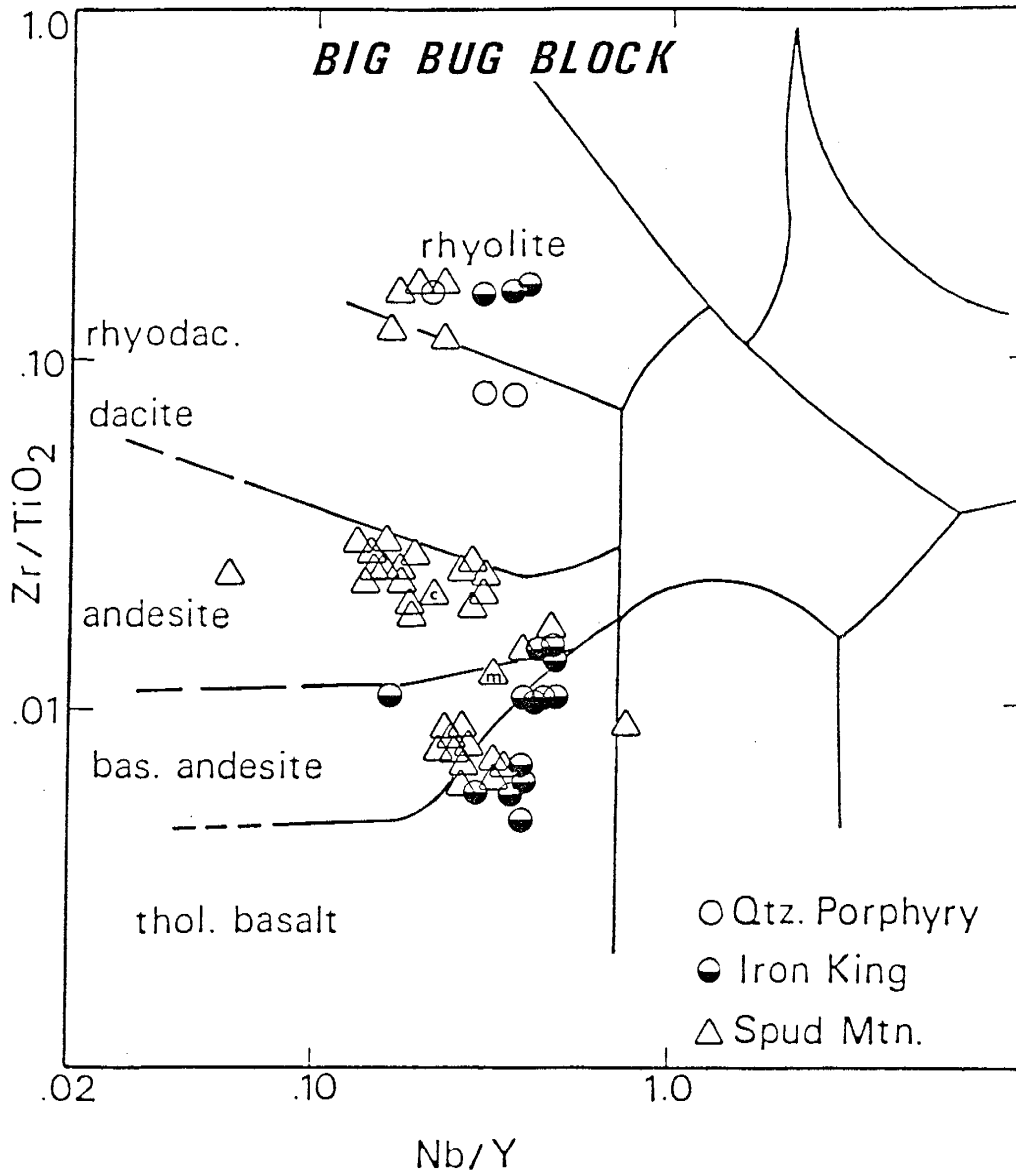 1.0
BIG BUG BLOCK
rhyolite
rhyodac.
.10
dacite
Zr/TiO2
c
andesite
m
.01
bas. andesite
thol. basalt
Qtz. Porphyry
Iron King
Spud Mtn.
.02
.10
1.0
Nb/Y